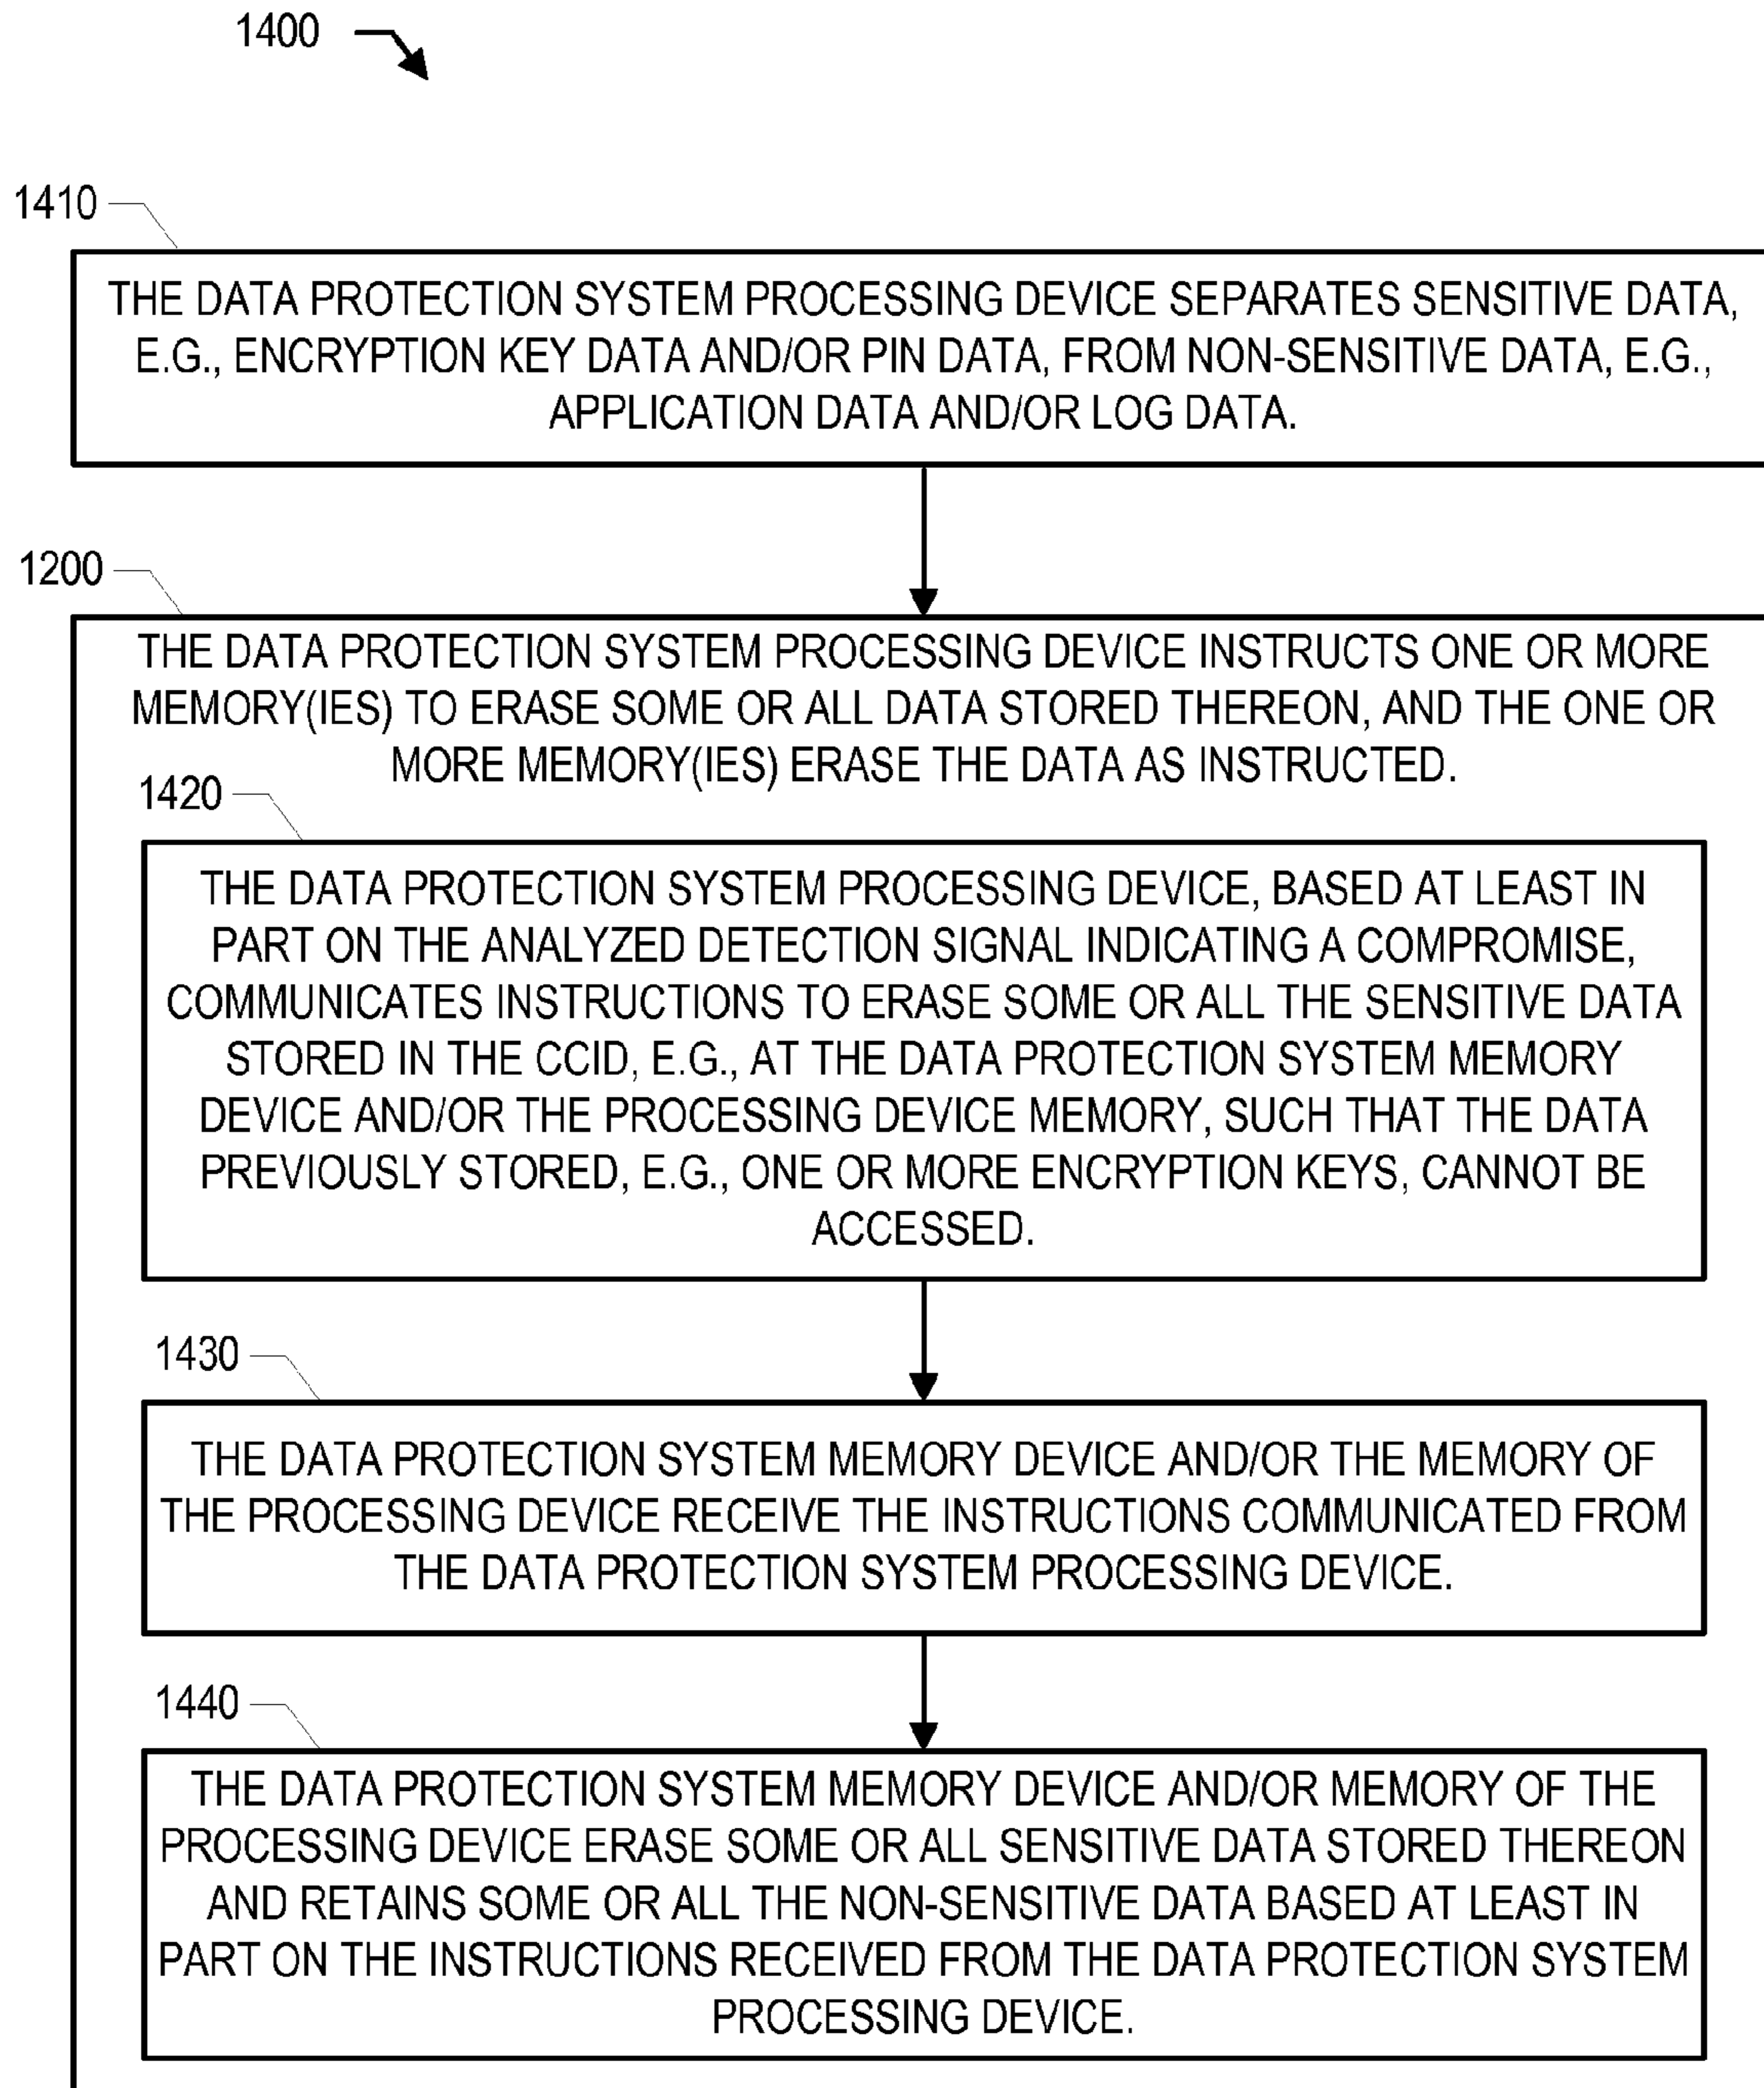 1400
1410
THE DATA PROTECTION SYSTEM PROCESSING DEVICE SEPARATES SENSITIVE DATA,
E.G., ENCRYPTION KEY DATA AND/OR PIN DATA, FROM NON-SENSITIVE DATA, E.G.,
APPLICATION DATA AND/OR LOG DATA.
1200
THE DATA PROTECTION SYSTEM PROCESSING DEVICE INSTRUCTS ONE OR MORE
MEMORY(IES) TO ERASE SOME OR ALL DATA STORED THEREON, AND THE ONE OR
MORE MEMORY(IES) ERASE THE DATA AS INSTRUCTED.
1420
THE DATA PROTECTION SYSTEM PROCESSING DEVICE, BASED AT LEAST IN
PART ON THE ANALYZED DETECTION SIGNAL INDICATING A COMPROMISE,
COMMUNICATES INSTRUCTIONS TO ERASE SOME OR ALL THE SENSITIVE DATA
STORED IN THE CCID, E.G., AT THE DATA PROTECTION SYSTEM MEMORY
DEVICE AND/OR THE PROCESSING DEVICE MEMORY, SUCH THAT THE DATA
PREVIOUSLY STORED, E.G., ONE OR MORE ENCRYPTION KEYS, CANNOT BE
ACCESSED.
1430
THE DATA PROTECTION SYSTEM MEMORY DEVICE AND/OR THE MEMORY OF
THE PROCESSING DEVICE RECEIVE THE INSTRUCTIONS COMMUNICATED FROM
THE DATA PROTECTION SYSTEM PROCESSING DEVICE.
1440
THE DATA PROTECTION SYSTEM MEMORY DEVICE AND/OR MEMORY OF THE
PROCESSING DEVICE ERASE SOME OR ALL SENSITIVE DATA STORED THEREON
AND RETAINS SOME OR ALL THE NON-SENSITIVE DATA BASED AT LEAST IN
PART ON THE INSTRUCTIONS RECEIVED FROM THE DATA PROTECTION SYSTEM
PROCESSING DEVICE.